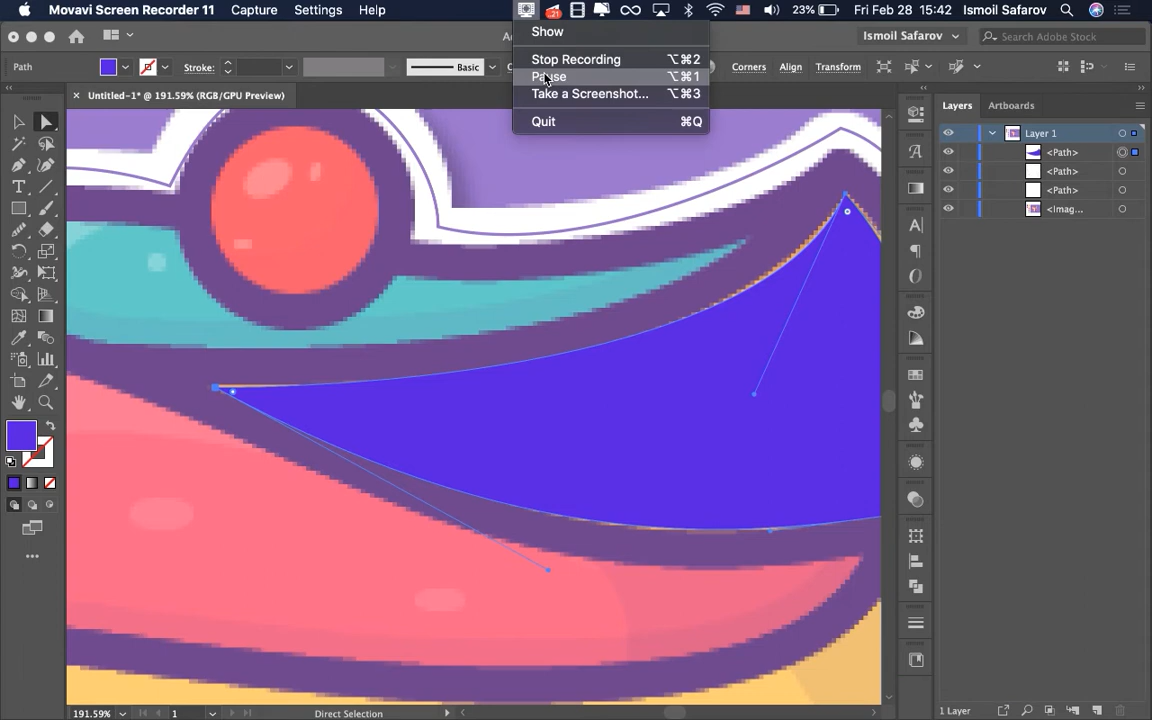 Movavi Screen Recorder 11 Capture Settings Help 21 23% Fri Feb 28 15:42 Ismoil Safarov
Show
Stop Recording ⌥⌘2
Pause ⌥⌘1
Take a Screenshot... ⌥⌘3
Quit ⌘Q
Ismoil Safarov Search Adobe Stock
Path Stroke: Basic Corners Align Transform
× Untitled-1* @ 191.59% (RGB/GPU Preview)
Layers Artboards
Layer 1
<Path>
<Path>
<Path>
<Imag...
191.59% 1 Direct Selection
1 Layer